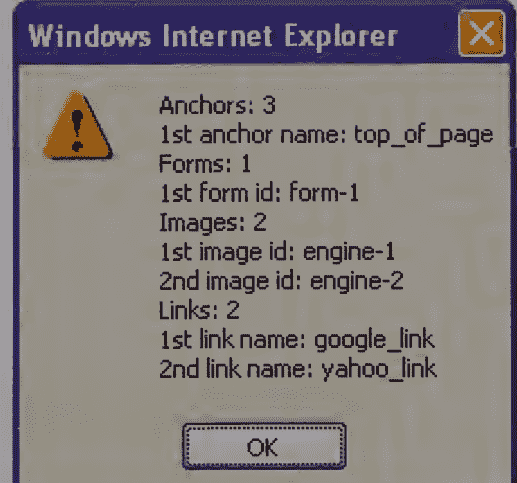 Windows Internet Explorer
Anchors: 3
1st anchor name: top_of_page
Forms: 1
1st form id: form-1
Images: 2
1st image id: engine-1
2nd image id: engine-2
Links: 2
1st link name: google_link
2nd link name: yahoo_link
OK